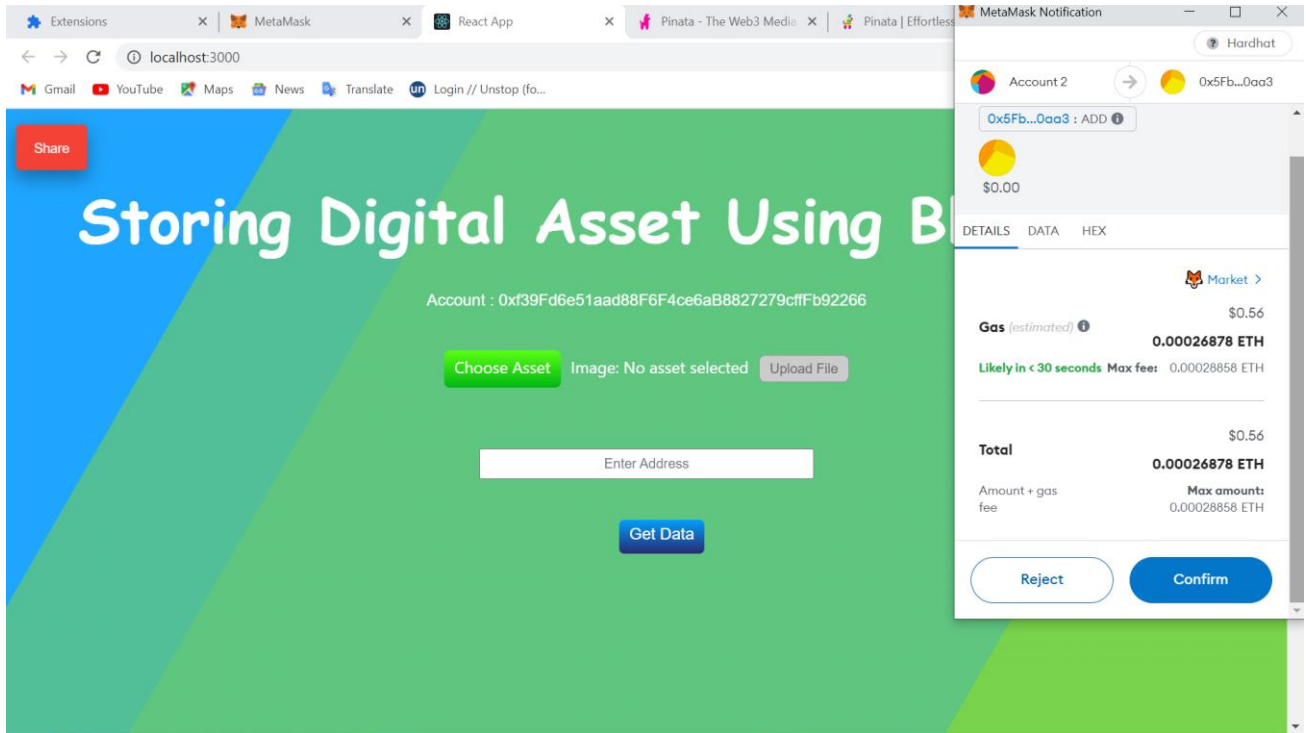 Extensions
MetaMask
React App
Pinata - The Web3 Media
Pinata | Effortless
localhost:3000
Gmail YouTube Maps News Translate Login // Unstop (fo...
Share
Storing Digital Asset Using
Account : 0xf39Fd6e51aad88F6F4ce6aB8827279cffFb92266
Choose Asset Image: No asset selected Upload File
Enter Address
Get Data
MetaMask Notification
Hardhat
Account 2 0x5Fb...0aa3
0x5Fb...0aa3 : ADD
$0.00
DETAILS DATA HEX
Market >
$0.56
Gas (estimated)
0.00026878 ETH
Likely in < 30 seconds Max fee: 0.00028858 ETH
$0.56
Total
0.00026878 ETH
Amount + gas Max amount:
fee 0.00028858 ETH
Reject Confirm